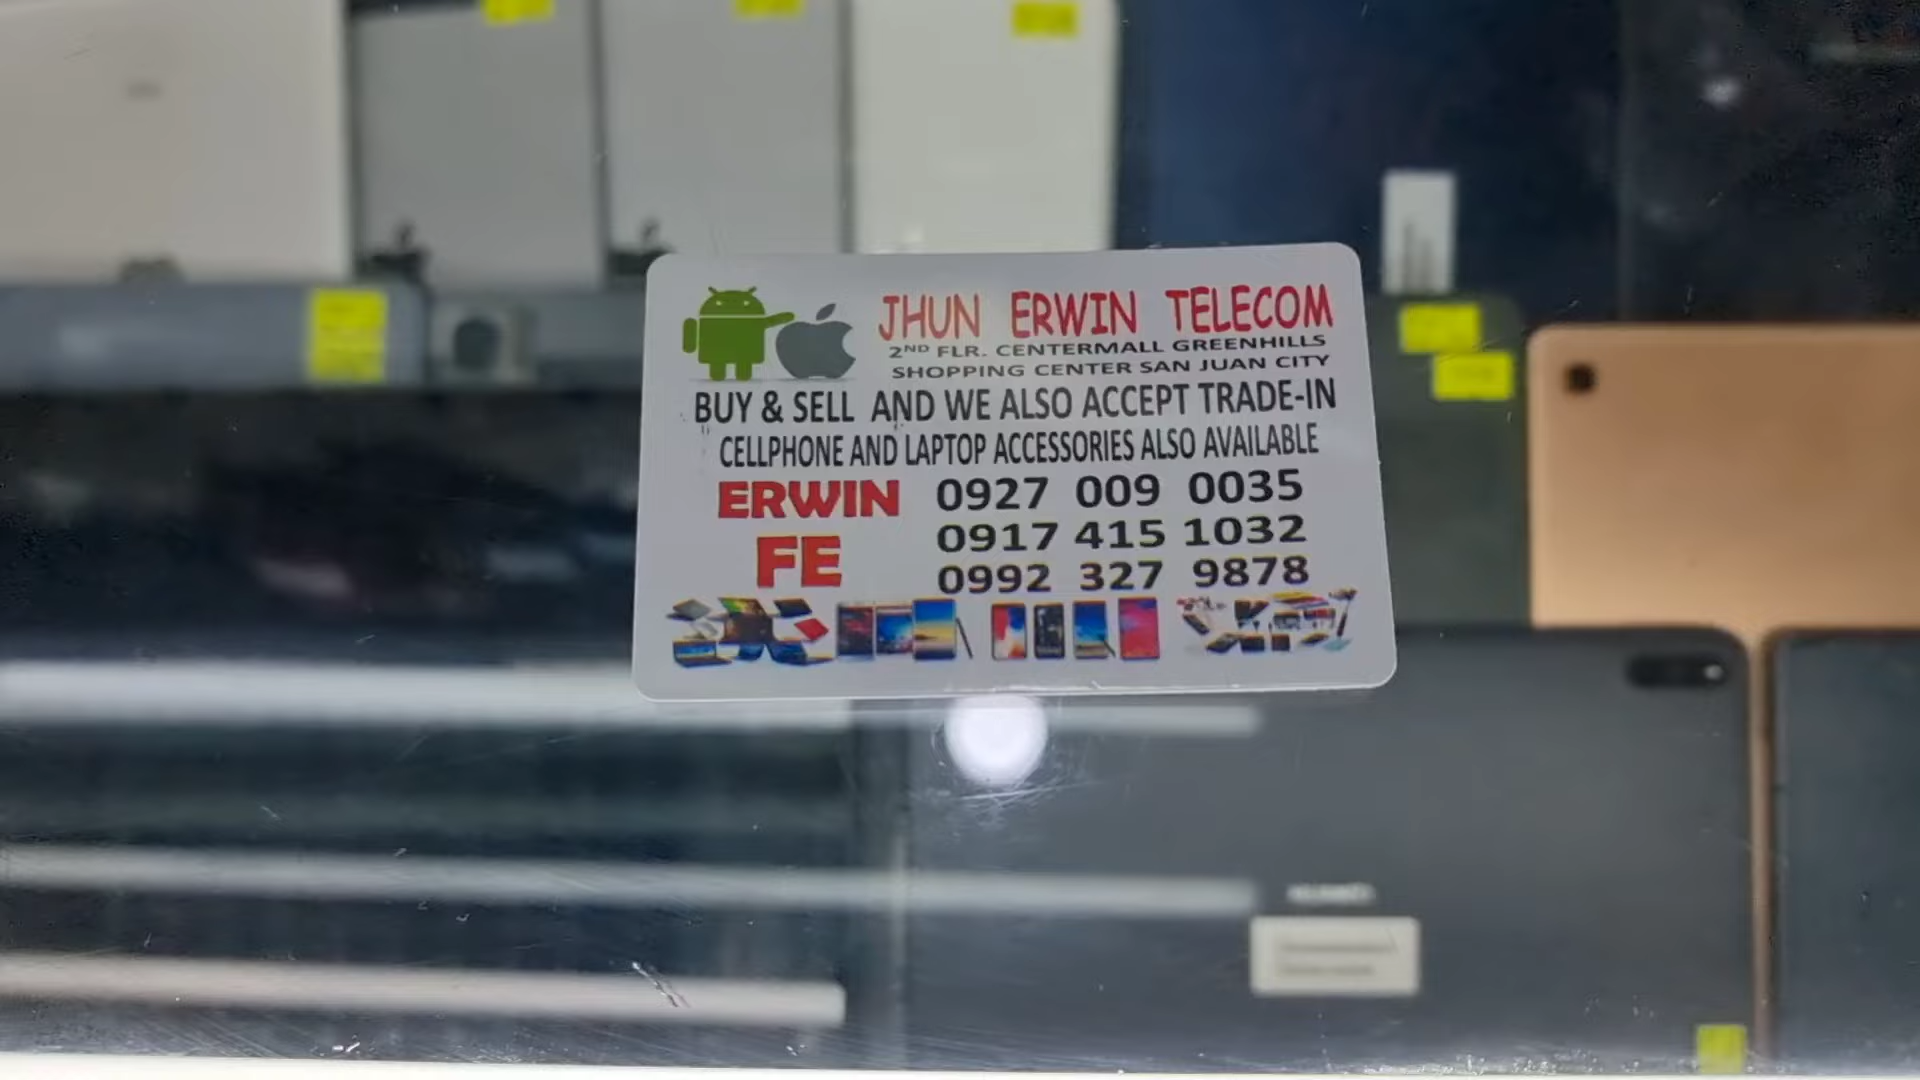 JHUN ERWIN TELECOM
2ND FLR. CENTERMALL GREENHILLS
SHOPPING CENTER SAN JUAN CITY
BUY & SELL AND WE ALSO ACCEPT TRADE-IN
CELLPHONE AND LAPTOP ACCESSORIES ALSO AVAILABLE
ERWIN 0927 009 0035
0917 415 1032
FE 0992 327 9878